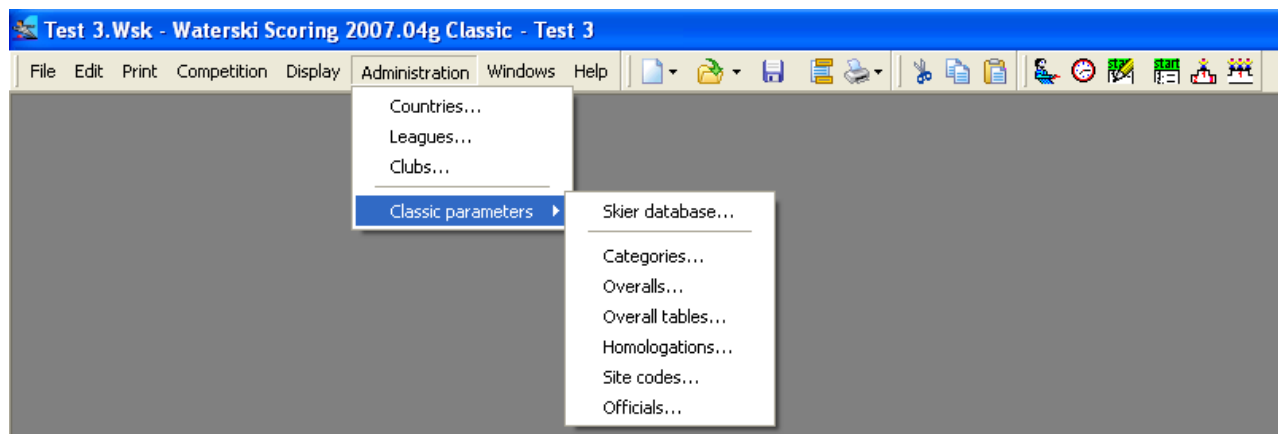 Test 3.Wsk - Waterski Scoring 2007.04g Classic - Test 3
File Edit Print Competition Display Administration Windows Help
Countries...
Leagues...
Clubs...
Classic parameters
Skier database...
Categories...
Overalls...
Overall tables...
Homologations...
Site codes...
Officials...